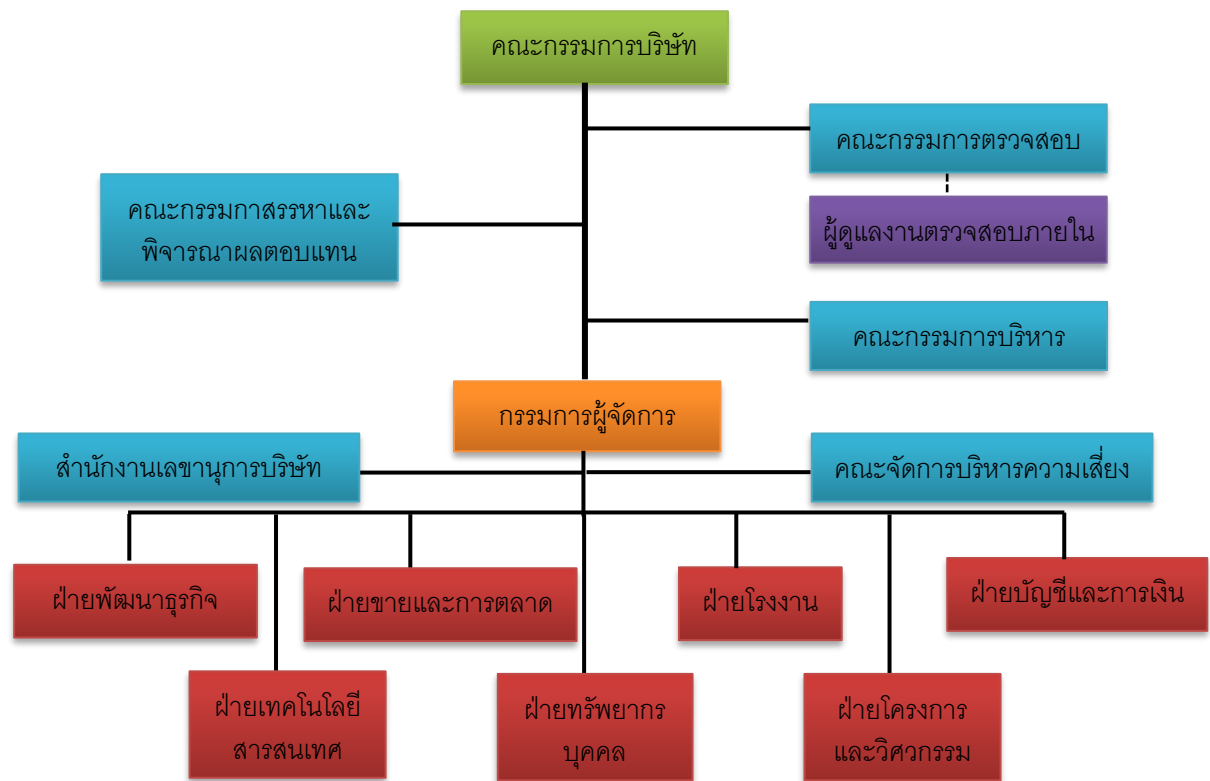 คณะกรรมการบริษัท
คณะกรรมการตรวจสอบ
คณะกรรมกาสรรหาและ
พิจารณาผลตอบแทน
ผู้ดูแลงานตรวจสอบภายใน
คณะกรรมการบริหาร
กรรมการผู้จัดการ
สำนักงานเลขานุการบริษัท
คณะจัดการบริหารความเสี่ยง
ฝ่ายพัฒนาธุรกิจ
ฝ่ายขายและการตลาด
ฝ่ายโรงงาน
ฝ่ายบัญชีและการเงิน
ฝ่ายเทคโนโลยี
สารสนเทศ
ฝ่ายทรัพยากร
บุคคล
ฝ่ายโครงการ
และวิศวกรรม